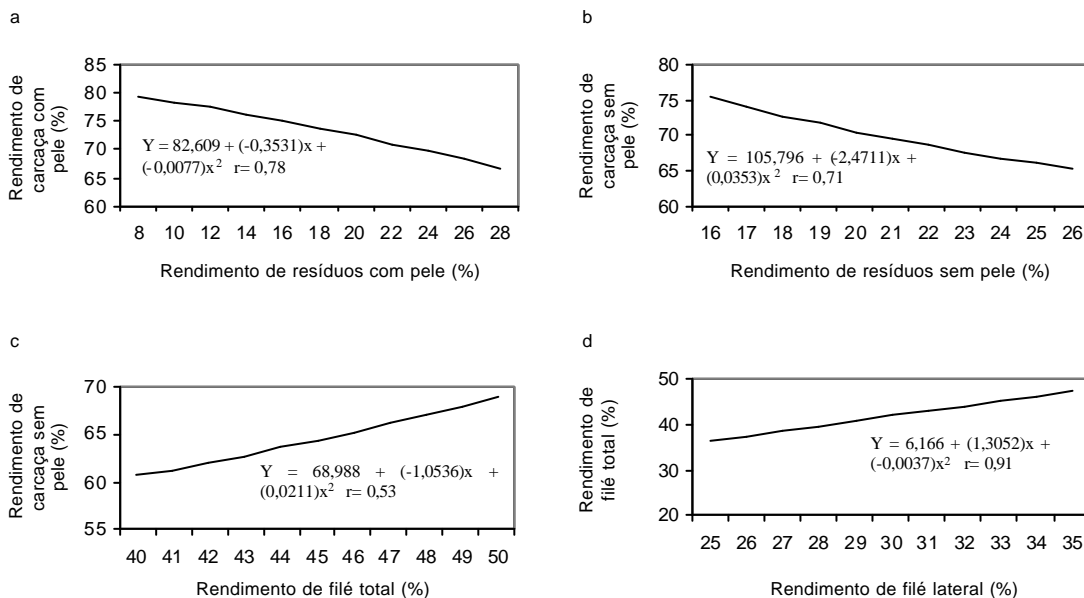 a
Rendimento de
carcaça com
pele (%)
85
80
75
70
65
60
Y = 82,609 + (-0,3531)x +
(-0,0077)x² r= 0,78
8 10 12 14 16 18 20 22 24 26 28
Rendimento de resíduos com pele (%)
b
Rendimento de
carcaça sem
pele (%)
80
75
70
65
60
Y = 105,796 + (-2,4711)x +
(0,0353)x² r= 0,71
16 17 18 19 20 21 22 23 24 25 26
Rendimento de resíduos sem pele (%)
c
Rendimento de
carcaça sem
pele (%)
70
65
60
55
Y = 68,988 + (-1,0536)x +
(0,0211)x² r= 0,53
40 41 42 43 44 45 46 47 48 49 50
Rendimento de filé total (%)
d
Rendimento de
filé total (%)
50
40
30
20
Y = 6,166 + (1,3052)x +
(-0,0037)x² r= 0,91
25 26 27 28 29 30 31 32 33 34 35
Rendimento de filé lateral (%)